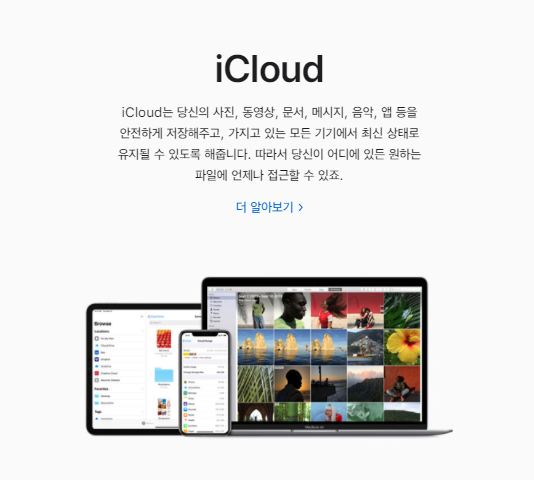 iCloud
iCloud는 당신의 사진, 동영상, 문서, 메시지, 음악, 앱 등을
안전하게 저장해주고, 가지고 있는 모든 기기에서 최신 상태로
유지될 수 있도록 해줍니다. 따라서 당신이 어디에 있든 원하는
파일에 언제나 접근할 수 있죠.
더 알아보기 >
Browse
Locations
Favorites
Tags
MacBook Air